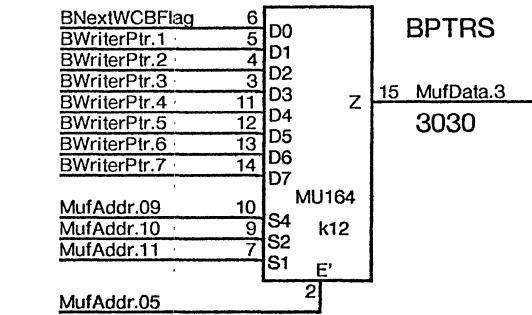 BNextWCBFlag 6 D0 BPTRS
BWriterPtr.1 5 D1
BWriterPtr.2 4 D2
BWriterPtr.3 3 D3 Z 15 MufData.3
BWriterPtr.4 11 D4 3030
BWriterPtr.5 12 D5
BWriterPtr.6 13 D6
BWriterPtr.7 14 D7
MU164
MufAddr.09 10 S4 k12
MufAddr.10 9 S2
MufAddr.11 7 S1
E'
MufAddr.05 2